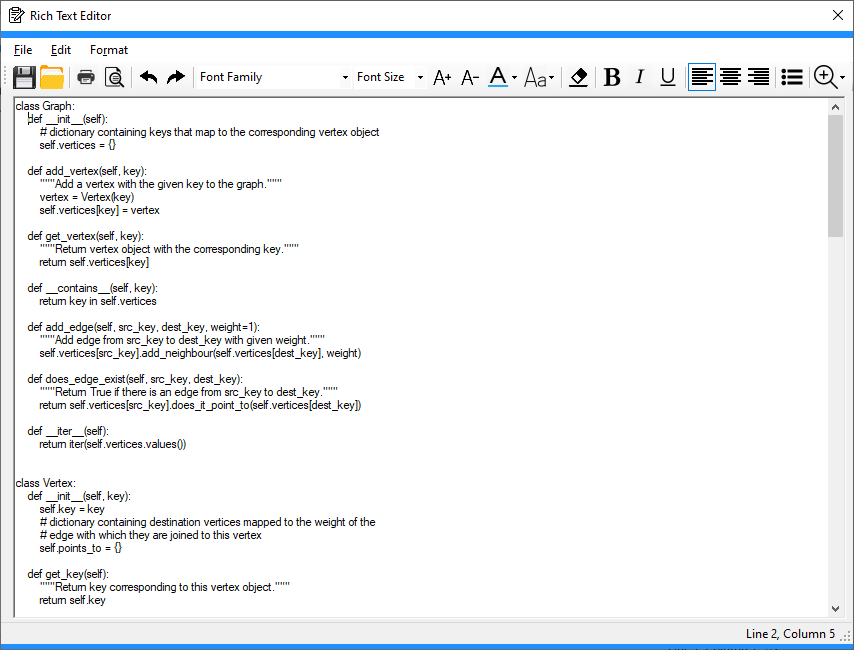 Rich Text Editor
File Edit Format
Font Family Font Size A+ A- A Aa B I U
class Graph:
    def __init__(self):
        # dictionary containing keys that map to the corresponding vertex object
        self.vertices = {}

    def add_vertex(self, key):
        """Add a vertex with the given key to the graph."""
        vertex = Vertex(key)
        self.vertices[key] = vertex

    def get_vertex(self, key):
        """Return vertex object with the corresponding key."""
        return self.vertices[key]

    def __contains__(self, key):
        return key in self.vertices

    def add_edge(self, src_key, dest_key, weight=1):
        """Add edge from src_key to dest_key with given weight."""
        self.vertices[src_key].add_neighbour(self.vertices[dest_key], weight)

    def does_edge_exist(self, src_key, dest_key):
        """Return True if there is an edge from src_key to dest_key."""
        return self.vertices[src_key].does_it_point_to(self.vertices[dest_key])

    def __iter__(self):
        return iter(self.vertices.values())


class Vertex:
    def __init__(self, key):
        self.key = key
        # dictionary containing destination vertices mapped to the weight of the
        # edge with which they are joined to this vertex
        self.points_to = {}

    def get_key(self):
        """Return key corresponding to this vertex object."""
        return self.key
Line 2, Column 5